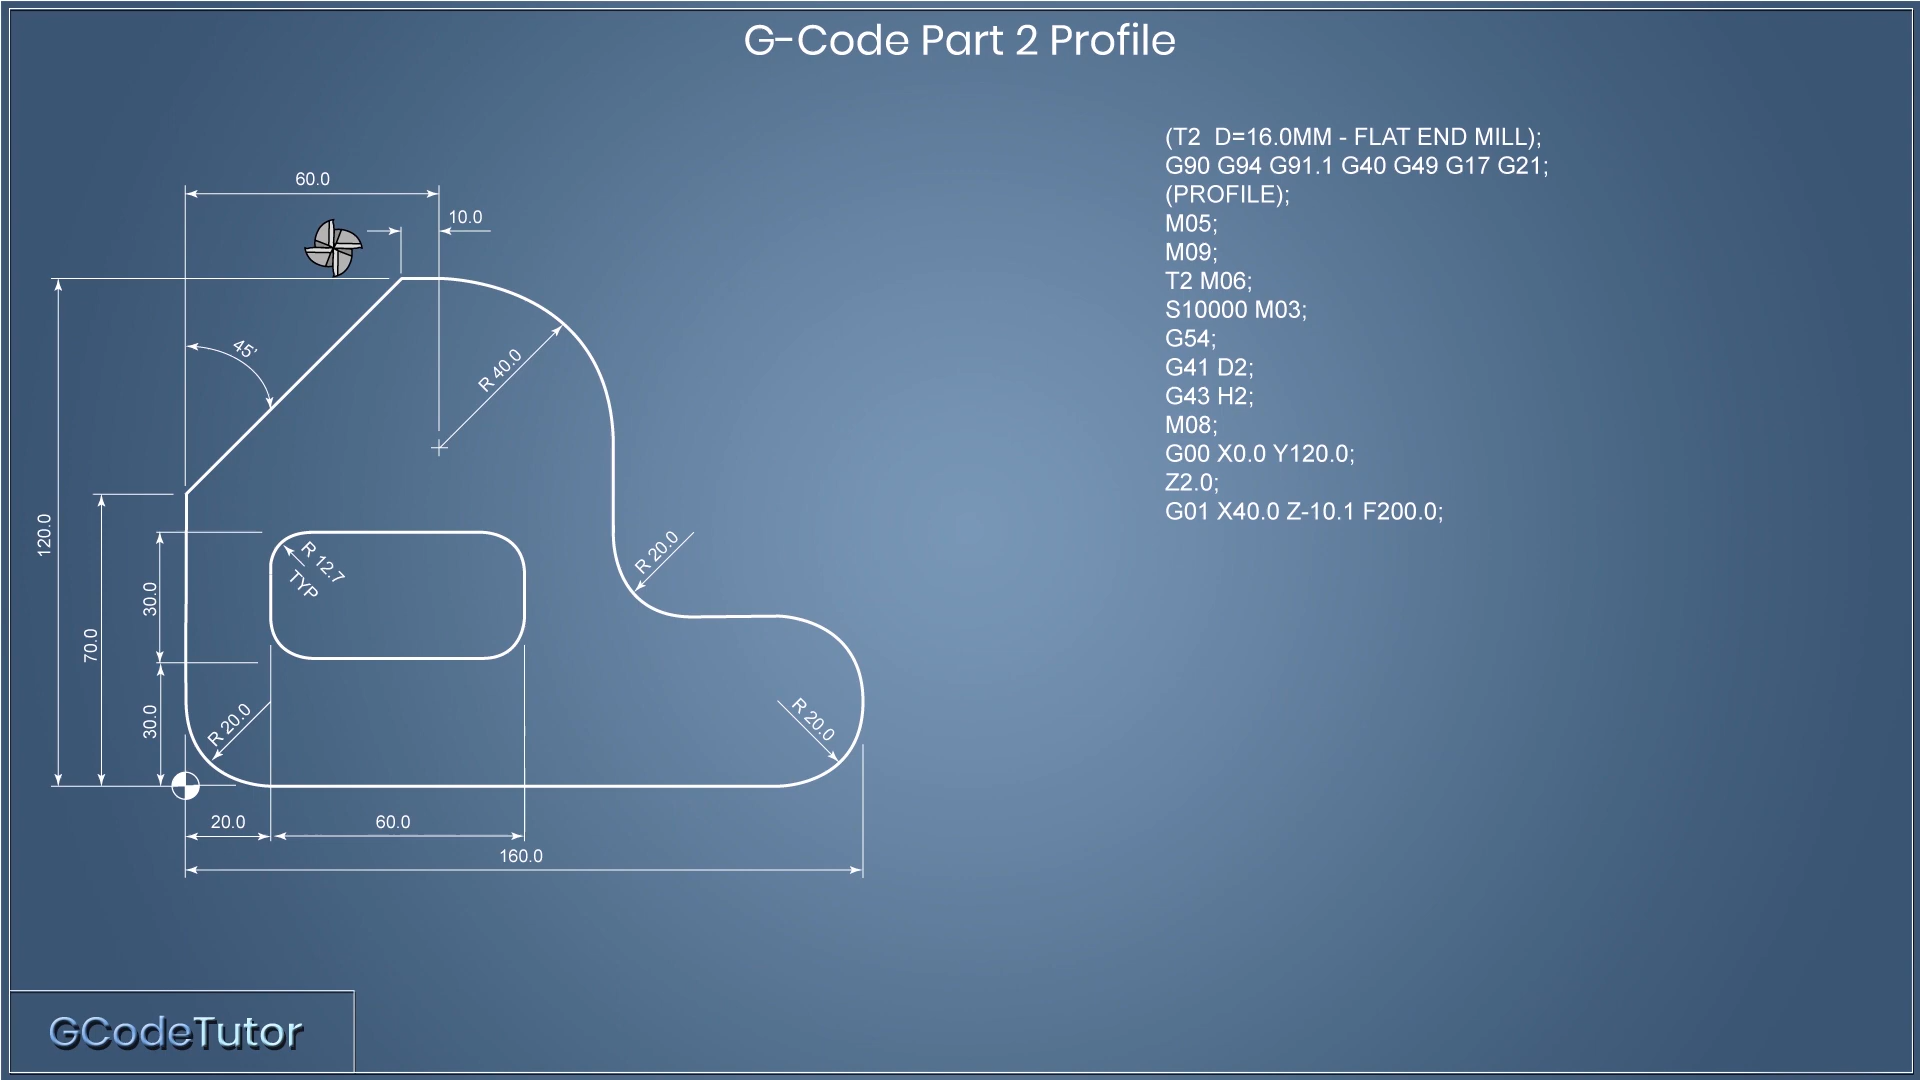 G-Code Part 2 Profile
(T2  D=16.0MM - FLAT END MILL);
G90 G94 G91.1 G40 G49 G17 G21;
(PROFILE);
M05;
M09;
T2 M06;
S10000 M03;
G54;
G41 D2;
G43 H2;
M08;
G00 X0.0 Y120.0;
Z2.0;
G01 X40.0 Z-10.1 F200.0;
60.0
10.0
45'
R 40.0
120.0
70.0
30.0
30.0
R 12.7
TYP
R 20.0
R 20.0
R 20.0
20.0
60.0
160.0
GCodeTutor